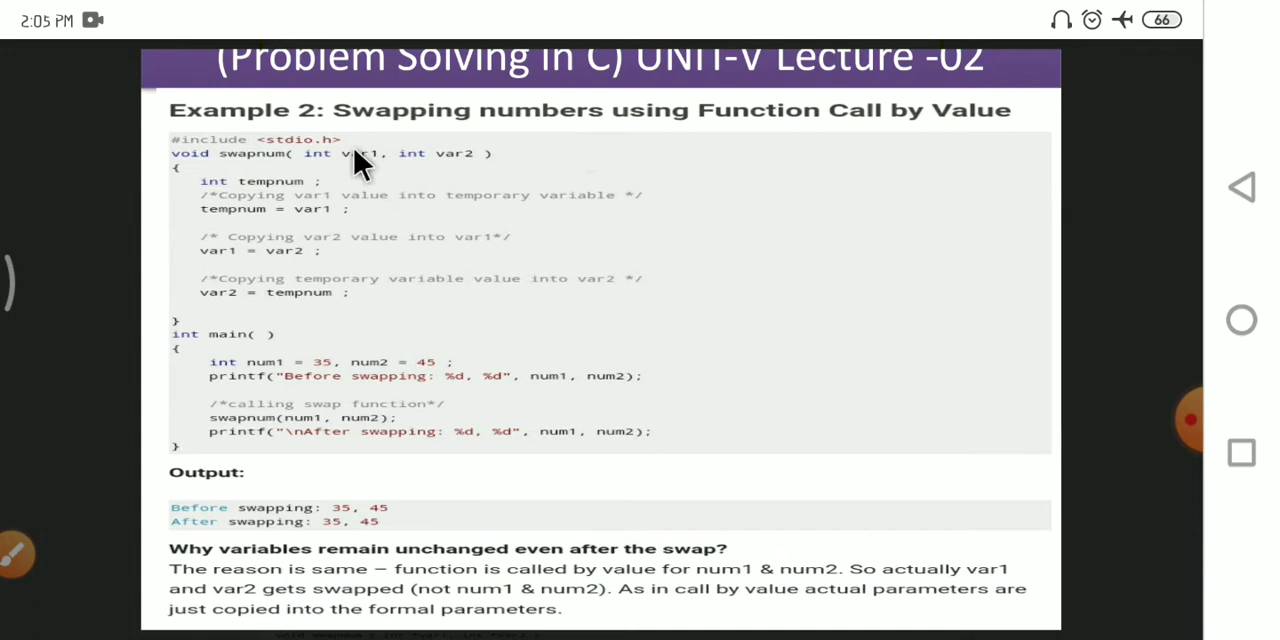 2:05 PM
66
(Problem Solving In C) UNIT-V Lecture -02
Example 2: Swapping numbers using Function Call by Value
#include <stdio.h>
void swapnum( int var1, int var2 )
{
int tempnum ;
/*Copying var1 value into temporary variable */
tempnum = var1 ;
/* Copying var2 value into var1*/
var1 = var2 ;
/*Copying temporary variable value into var2 */
var2 = tempnum ;
}
int main( )
{
int num1 = 35, num2 = 45 ;
printf("Before swapping: %d, %d", num1, num2);
/*calling swap function*/
swapnum(num1, num2);
printf("\nAfter swapping: %d, %d", num1, num2);
}
Output:
Before swapping: 35, 45
After swapping: 35, 45
Why variables remain unchanged even after the swap?
The reason is same – function is called by value for num1 & num2. So actually var1
and var2 gets swapped (not num1 & num2). As in call by value actual parameters are
just copied into the formal parameters.